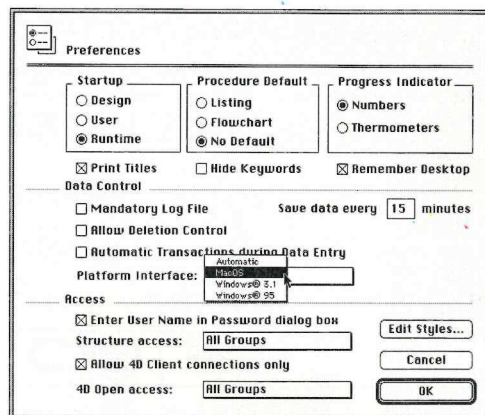 Preferences
Startup
Design
User
Runtime
Procedure Default
Listing
Flowchart
No Default
Progress Indicator
Numbers
Thermometers
Print Titles
Hide Keywords
Remember Desktop
Data Control
Mandatory Log File
Save data every 15 minutes
Allow Deletion Control
Automatic Transactions during Data Entry
Platform Interface:
Automatic
MacOS
Windows® 3.1
Windows® 95
Access
Enter User Name in Password dialog box
Structure access: All Groups
Allow 4D Client connections only
4D Open access: All Groups
Edit Styles...
Cancel
OK